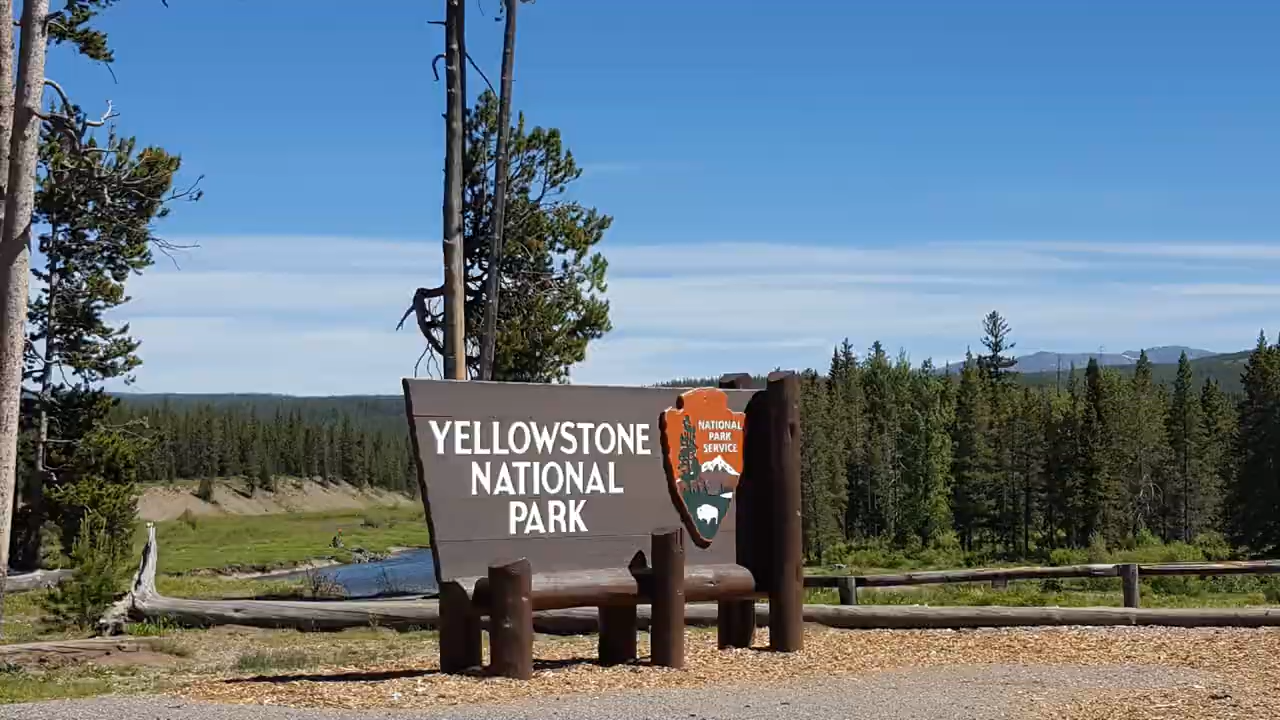 YELLOWSTONE
NATIONAL
PARK
NATIONAL
PARK
SERVICE